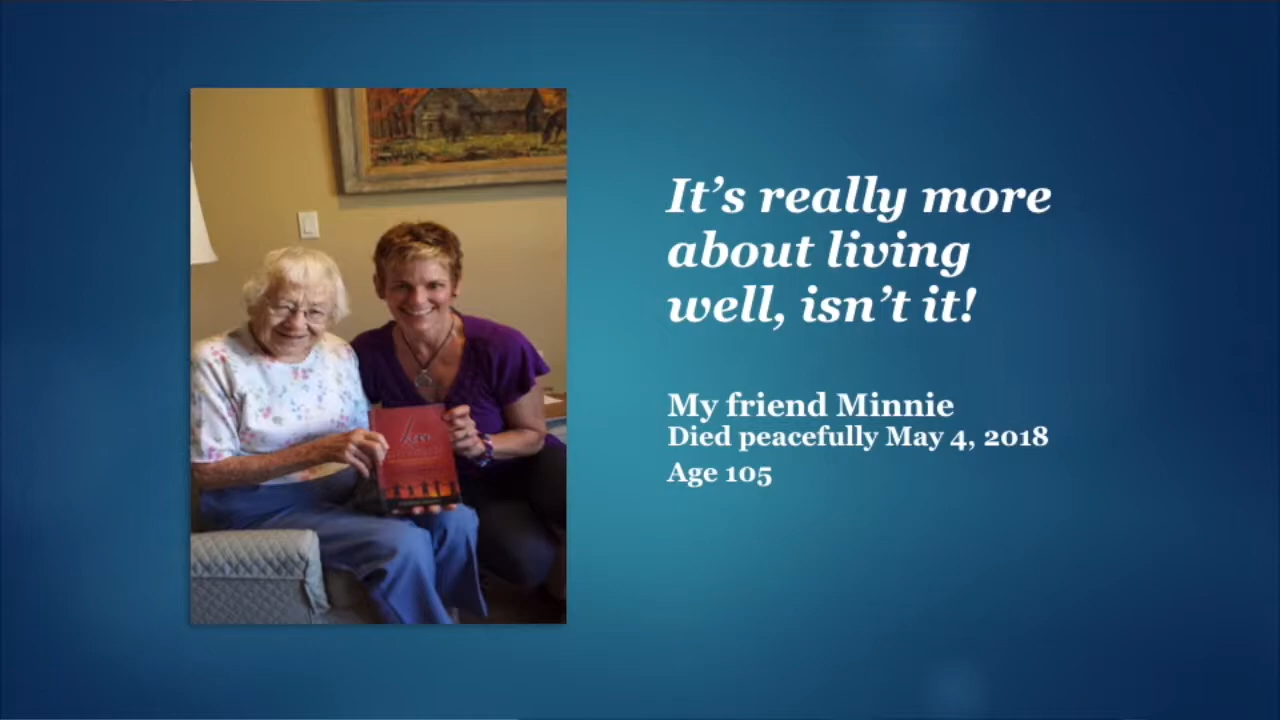 It's really more
about living
well, isn't it!
My friend Minnie
Died peacefully May 4, 2018
Age 105